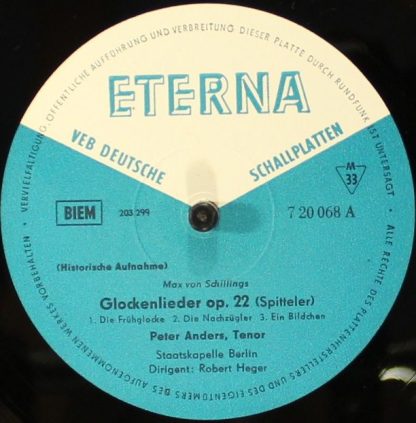 VERVIELFÄLTIGUNG, ÖFFENTLICHE AUFFÜHRUNG UND VERBREITUNG DIESER PLATTE DURCH RUNDFUNK IST UNTERSAGT • ALLE RECHTE DES PLATTENHERSTELLERS UND DES EIGENTÜMERS DES AUFGENOMMENEN WERKES VORBEHALTEN •
ETERNA
VEB DEUTSCHE SCHALLPLATTEN
M
33
BIEM 203 299 7 20 068 A
(Historische Aufnahme)
Max von Schillings
Glockenlieder op. 22 (Spitteler)
1. Die Frühglocke 2. Die Nachzügler 3. Ein Bildchen
Peter Anders, Tenor
Staatskapelle Berlin
Dirigent: Robert Heger